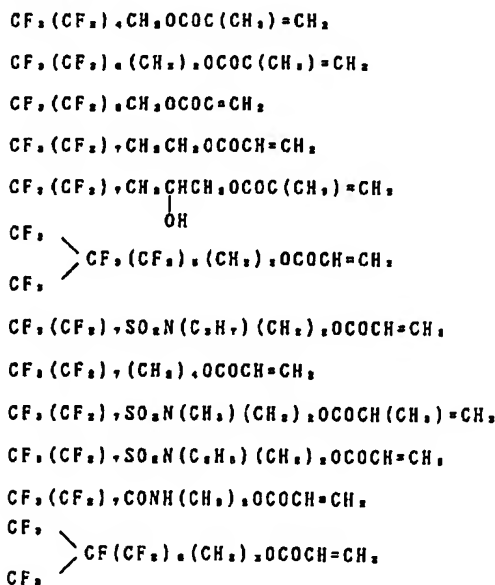 CF₃(CF₂)₄CH₂OCOC(CH₃)=CH₂
CF₃(CF₂)₆(CH₂)₂OCOC(CH₃)=CH₂
CF₃(CF₂)₆CH₂OCOC=CH₂
CF₃(CF₂)₇CH₂CH₂OCOCH=CH₂
CF₃(CF₂)₇CH₂CHCH₂OCOC(CH₃)=CH₂
OH
CF₃
CF₂(CF₂)₆(CH₂)₂OCOCH=CH₂
CF₃
CF₃(CF₂)₇SO₂N(C₃H₇)(CH₂)₂OCOCH=CH₂
CF₃(CF₂)₇(CH₂)₄OCOCH=CH₂
CF₃(CF₂)₇SO₂N(CH₃)(CH₂)₂OCOCH(CH₃)=CH₂
CF₃(CF₂)₇SO₂N(C₂H₅)(CH₂)₂OCOCH=CH₂
CF₃(CF₂)₇CONH(CH₂)₂OCOCH=CH₂
CF₃
CF(CF₂)₆(CH₂)₃OCOCH=CH₂
CF₃